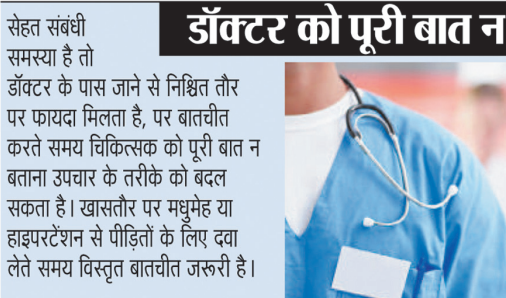 डॉक्टर को पूरी बात न
सेहत संबंधी
समस्या है तो
डॉक्टर के पास जाने से निश्चित तौर
पर फायदा मिलता है, पर बातचीत
करते समय चिकित्सक को पूरी बात न
बताना उपचार के तरीके को बदल
सकता है। खासतौर पर मधुमेह या
हाइपरटेंशन से पीड़ितों के लिए दवा
लेते समय विस्तृत बातचीत जरूरी है।